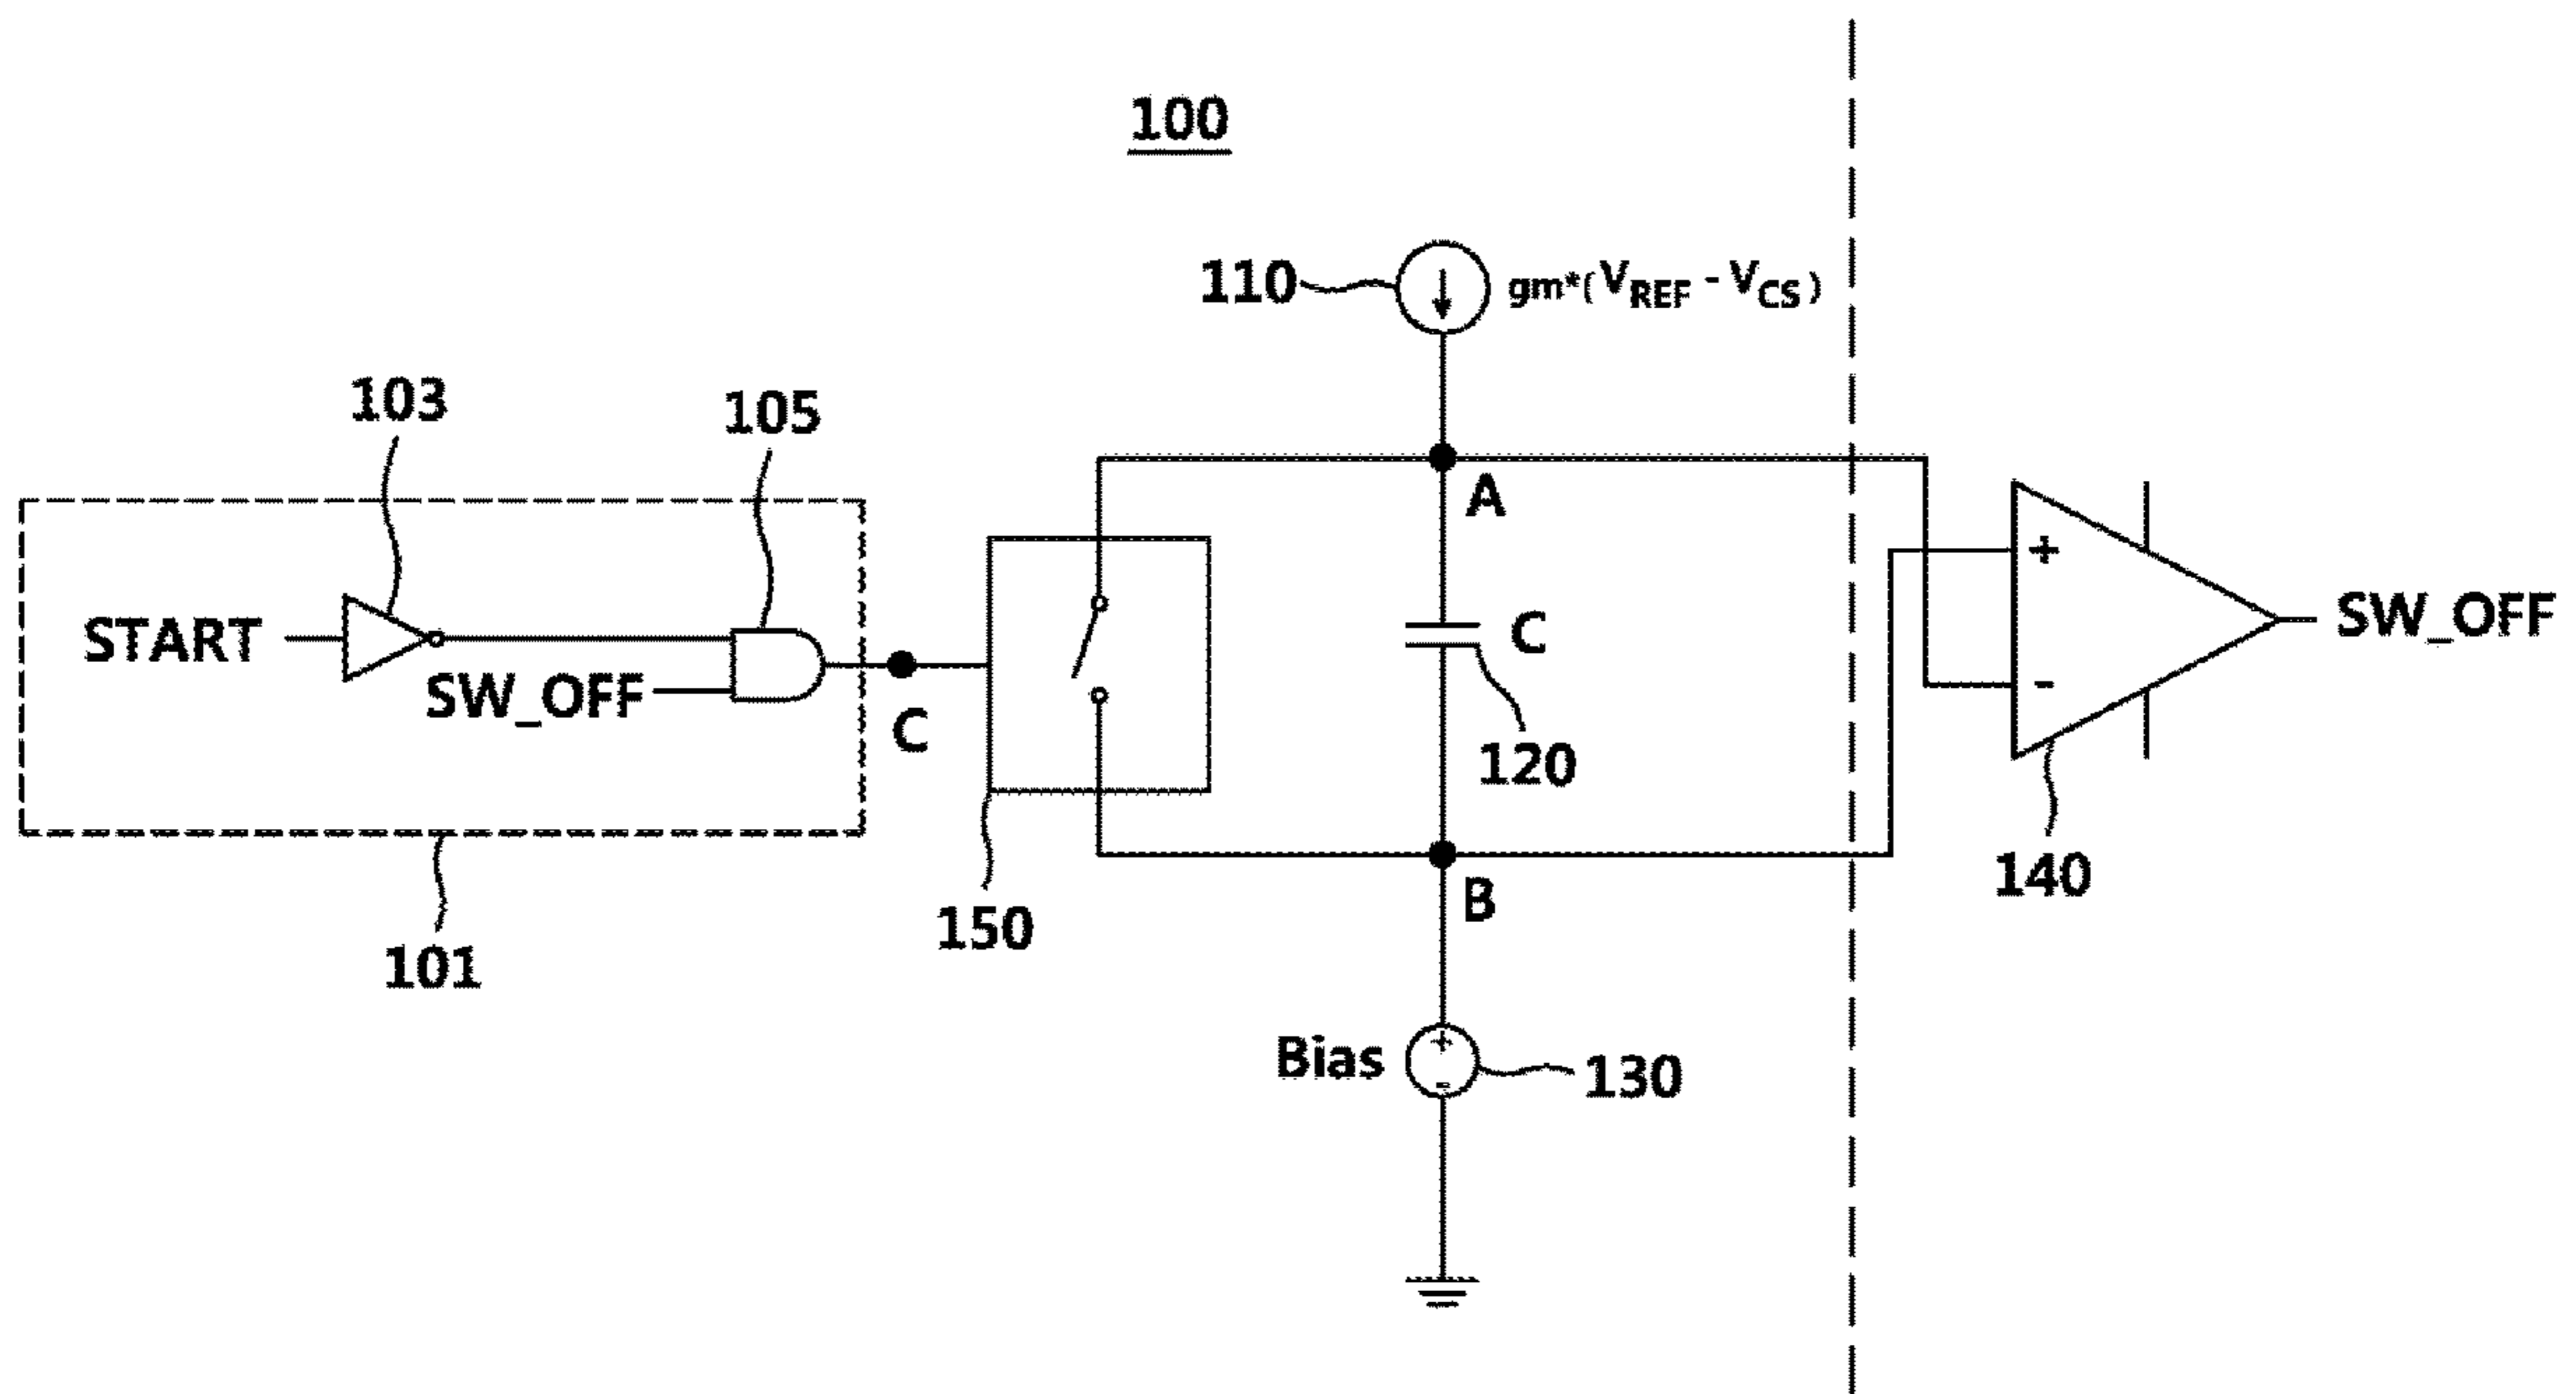 100
110
gm*(VREF - VCS)
103
105
A
+
START
C
SW_OFF
SW_OFF
-
C
120
140
B
150
101
Bias
+
-
130